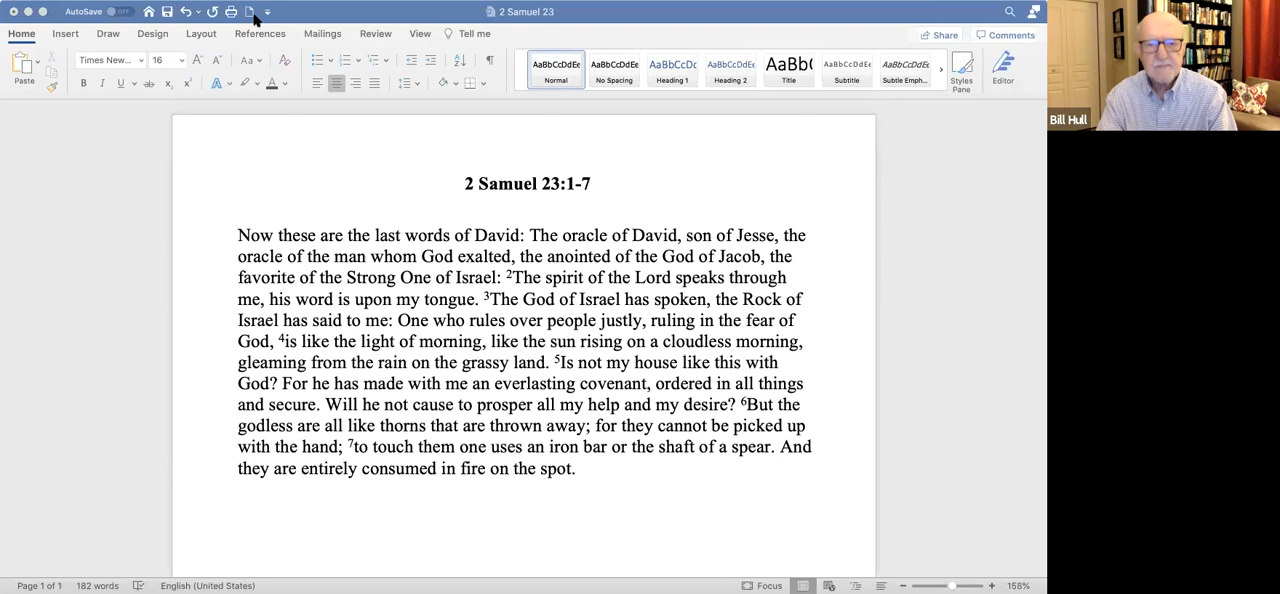 AutoSave OFF
2 Samuel 23
Home Insert Draw Design Layout References Mailings Review View Tell me
Share Comments
Paste
Times New... 16
AaBbCcDdEe Normal
AaBbCcDdEe No Spacing
AaBbCcDc Heading 1
AaBbCcDdEe Heading 2
AaBb( Title
AaBbCcDdEe Subtitle
AaBbCcDdEe Subtle Emph...
Styles Pane
Editor
Bill Hull
2 Samuel 23:1-7
Now these are the last words of David: The oracle of David, son of Jesse, the
oracle of the man whom God exalted, the anointed of the God of Jacob, the
favorite of the Strong One of Israel: ²The spirit of the Lord speaks through
me, his word is upon my tongue. ³The God of Israel has spoken, the Rock of
Israel has said to me: One who rules over people justly, ruling in the fear of
God, ⁴is like the light of morning, like the sun rising on a cloudless morning,
gleaming from the rain on the grassy land. ⁵Is not my house like this with
God? For he has made with me an everlasting covenant, ordered in all things
and secure. Will he not cause to prosper all my help and my desire? ⁶But the
godless are all like thorns that are thrown away; for they cannot be picked up
with the hand; ⁷to touch them one uses an iron bar or the shaft of a spear. And
they are entirely consumed in fire on the spot.
Page 1 of 1 182 words English (United States) Focus 158%